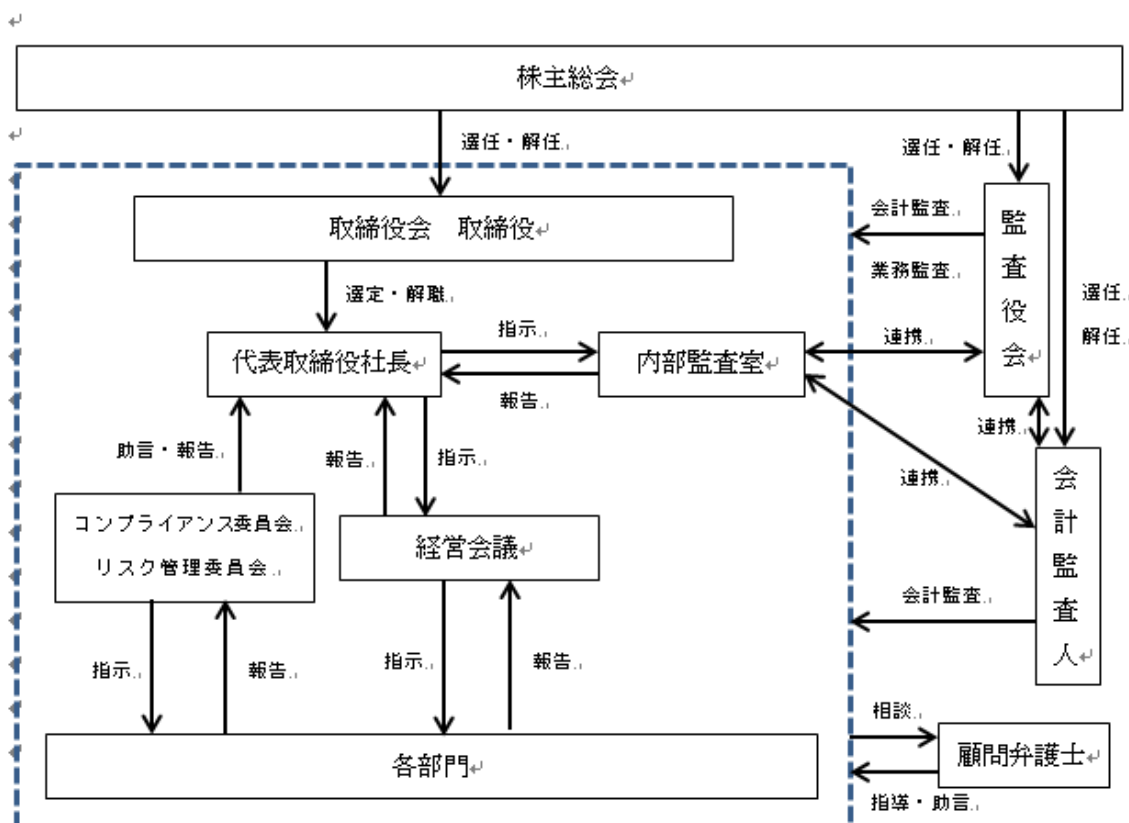 株主総会
選任・解任
選任・解任
取締役会 取締役
会計監査
業務監査
監査役会
選任
解任
選定・解職
代表取締役社長
指示
報告
内部監査室
連携
連携
連携
助言・報告
報告
指示
コンプライアンス委員会
リスク管理委員会
経営会議
会計監査人
会計監査
指示
報告
指示
報告
各部門
相談
顧問弁護士
指導・助言